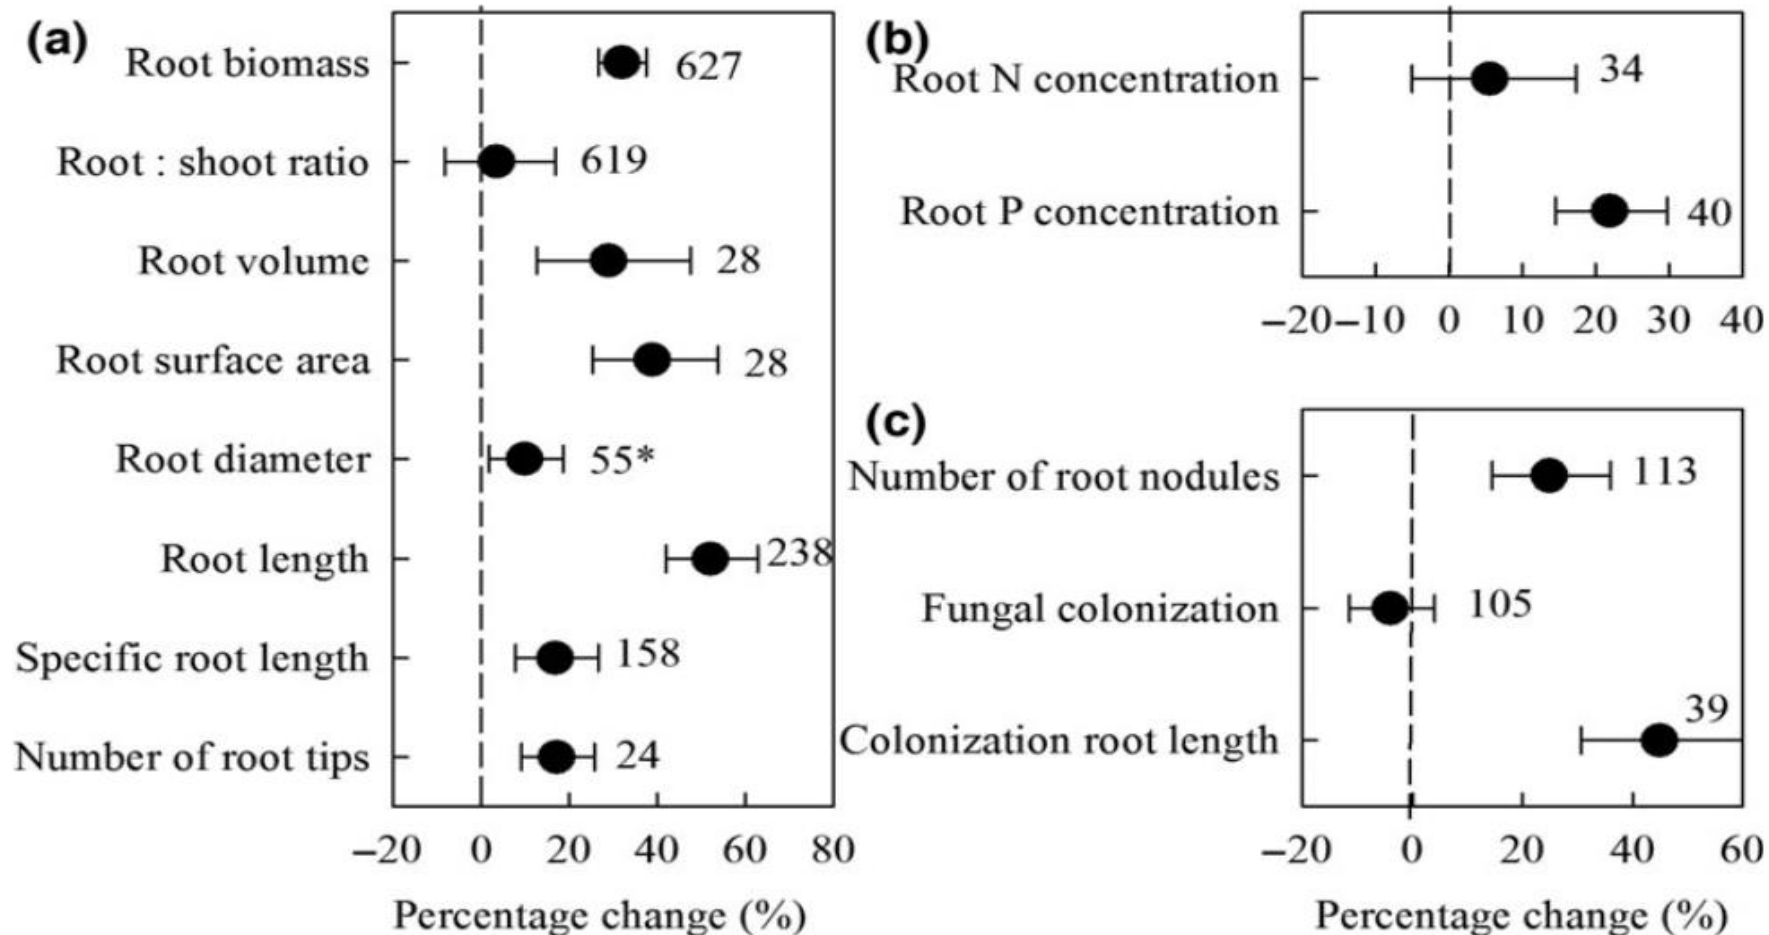 (a)
Root biomass 627
Root : shoot ratio 619
Root volume 28
Root surface area 28
Root diameter 55*
Root length 238
Specific root length 158
Number of root tips 24
−20 0 20 40 60 80
Percentage change (%)
(b)
Root N concentration 34
Root P concentration 40
−20 −10 0 10 20 30 40
(c)
Number of root nodules 113
Fungal colonization 105
Colonization root length 39
−20 0 20 40 60
Percentage change (%)